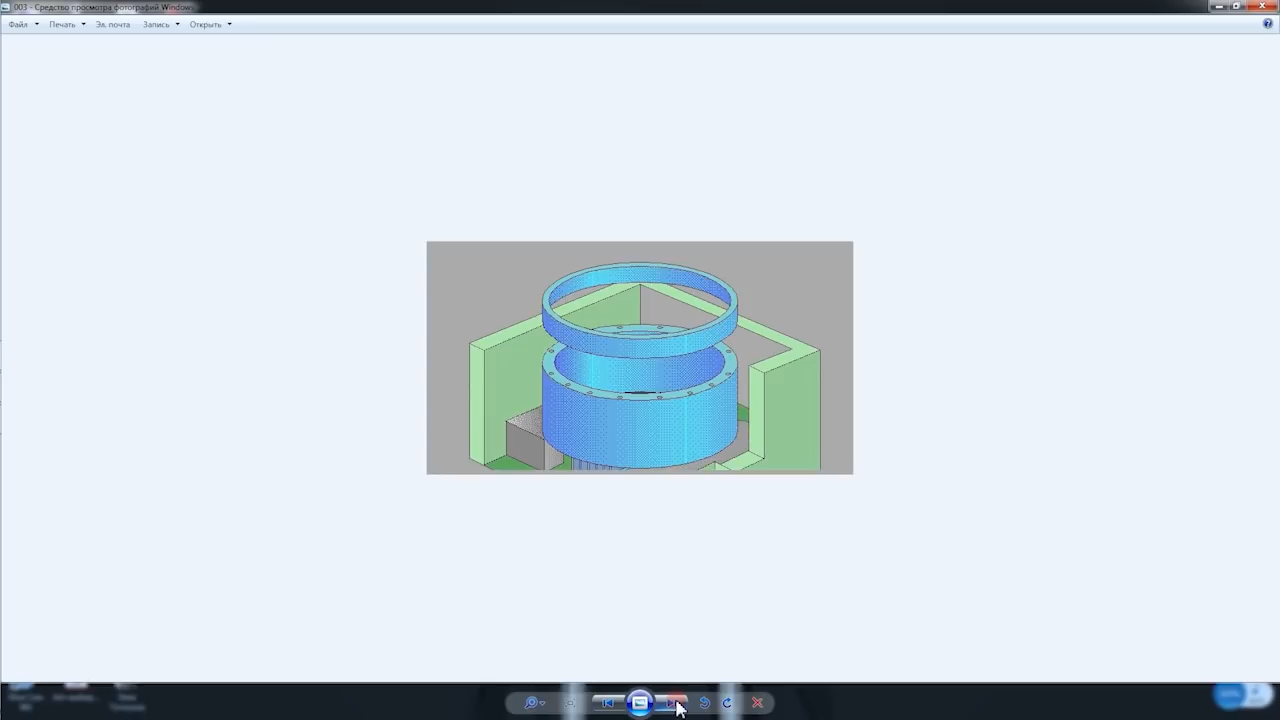 003 - Средство просмотра фотографий Windows
Файл Печать Эл. почта Запись Открыть